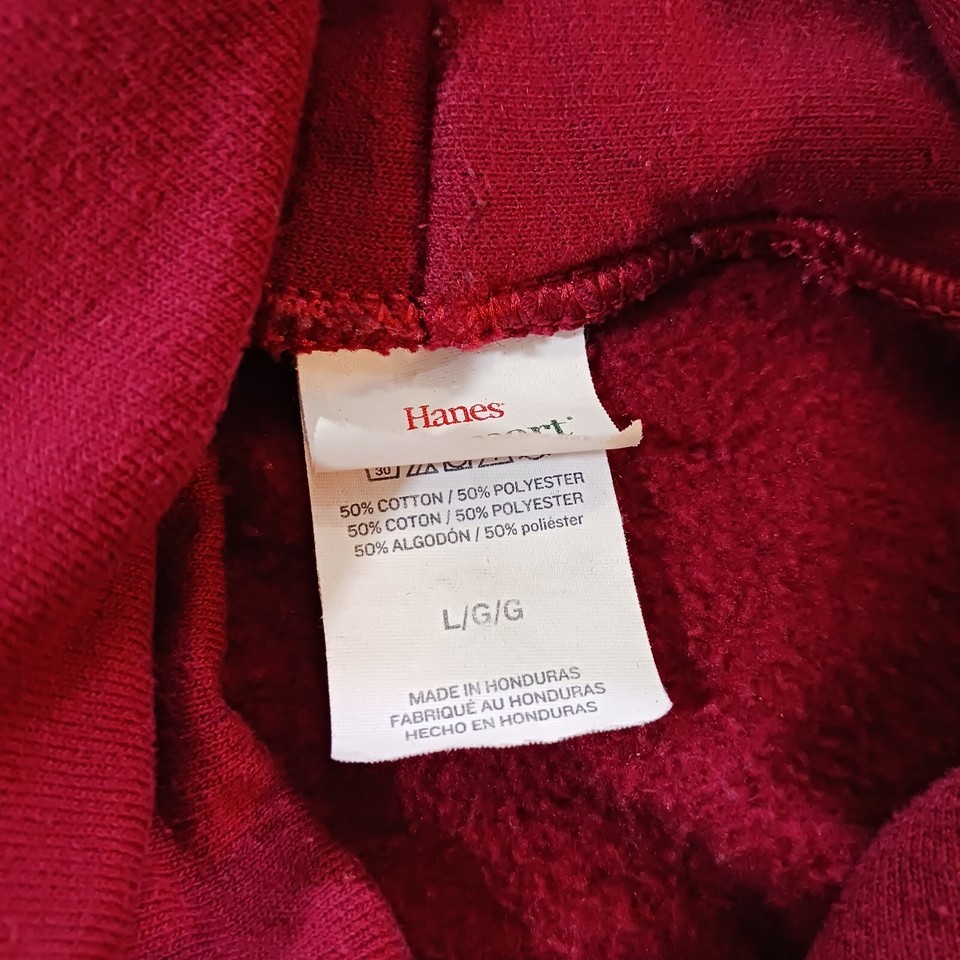 Hanes
30
50% COTTON / 50% POLYESTER
50% COTON / 50% POLYESTER
50% ALGODÓN / 50% poliéster
L/G/G
MADE IN HONDURAS
FABRIQUÉ AU HONDURAS
HECHO EN HONDURAS